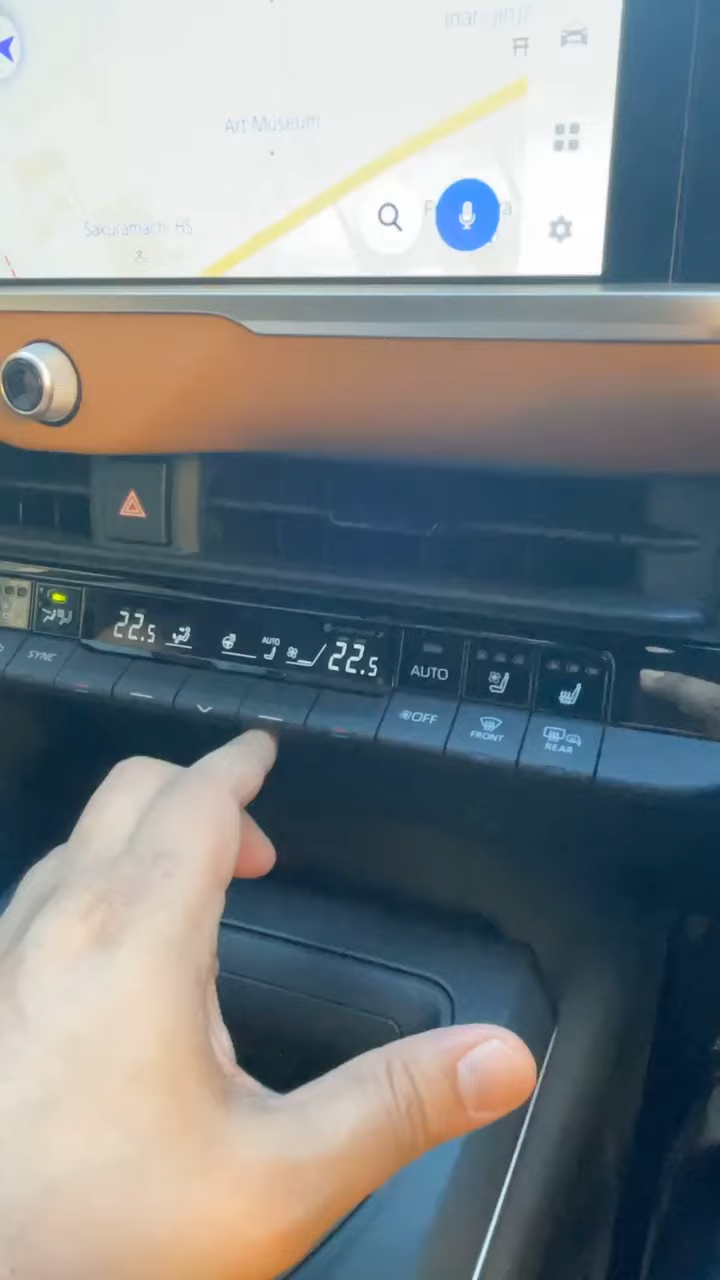 Art Museum
Sakuramachi HS
22.5
AUTO
22.5
AUTO
SYNC
OFF
FRONT
REAR